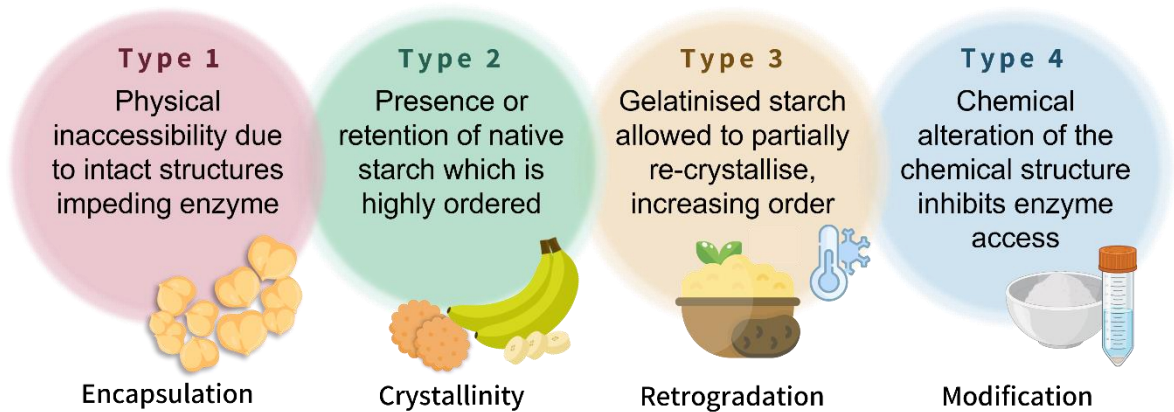 Type 1
Physical
inaccessibility due
to intact structures
impeding enzyme
Encapsulation
Type 2
Presence or
retention of native
starch which is
highly ordered
Crystallinity
Type 3
Gelatinised starch
allowed to partially
re-crystallise,
increasing order
Retrogradation
Type 4
Chemical
alteration of the
chemical structure
inhibits enzyme
access
Modification